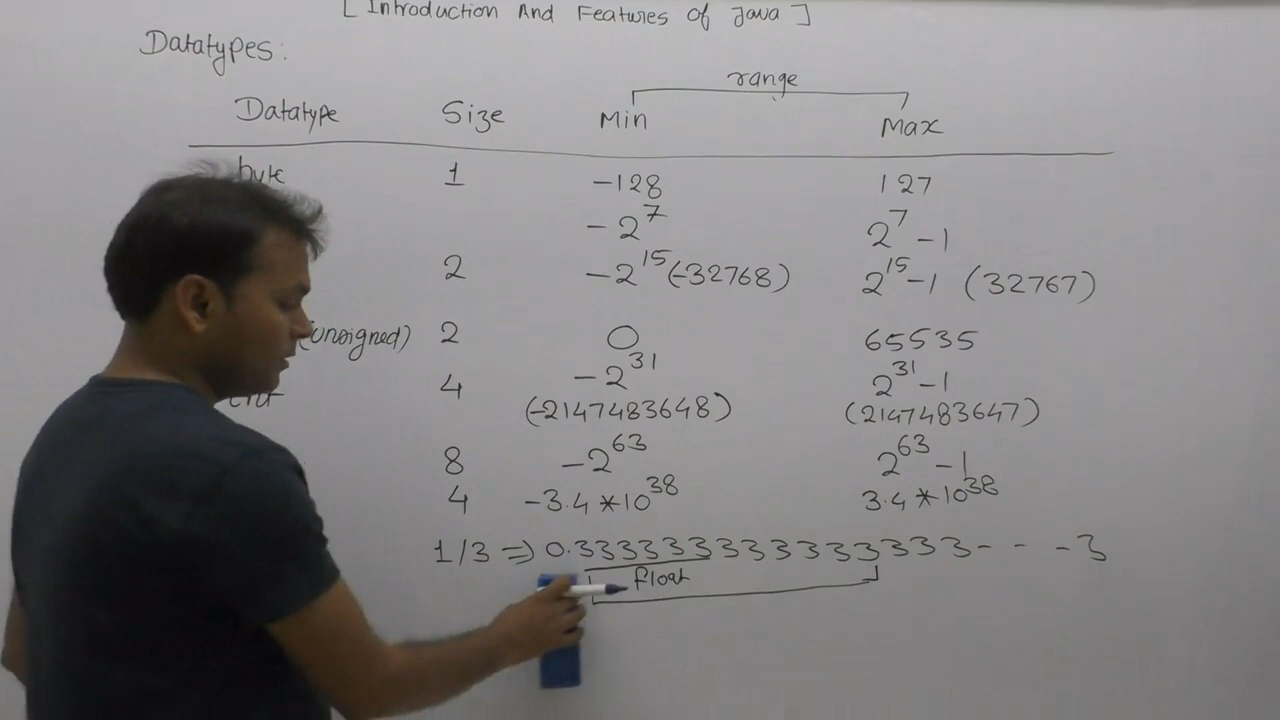 [ Introduction And Features of Java ]
Datatypes:
range
Datatype Size Min Max
byte 1 -128 127
-2^7 2^7 -1
2 -2^15 (-32768) 2^15 -1 (32767)
(unsigned) 2 0 65535
int 4 -2^31 2^31 -1
(-2147483648) (2147483647)
8 -2^63 2^63 -1
4 -3.4 *10^38 3.4 *10^38
1/3 => 0.333333333333333 - - - 3
float